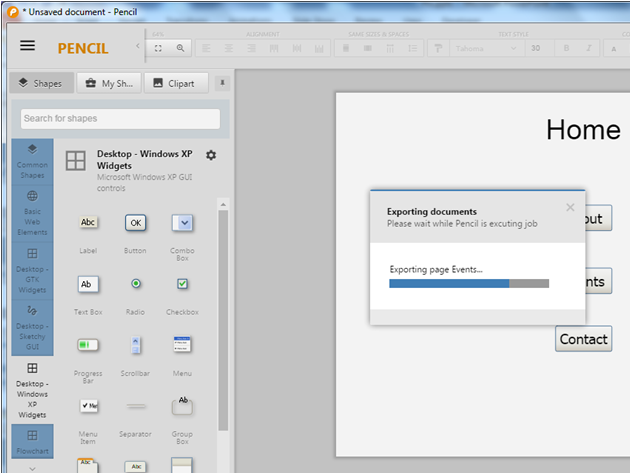 * Unsaved document - Pencil
PENCIL
64%
ALIGNMENT
SAME SIZES & SPACES
TEXT STYLE
Tahoma
30
B
I
A
Shapes
My Sh...
Clipart
Search for shapes
Common
Shapes
Basic
Web
Elements
Desktop -
GTK
Widgets
Desktop -
Sketchy
GUI
Desktop -
Windows
XP
Widgets
Flowchart
Desktop - Windows XP
Widgets
Microsoft Windows XP GUI
controls
Abc
OK
Label
Button
Combo
Box
Ab
Text Box
Radio
Checkbox
Progress
Bar
Scrollbar
Menu
Ab
Menu
Item
Separator
Group
Box
Abc
Abc
Home
out
Exporting documents
Please wait while Pencil is excuting job
Exporting page Events...
nts
Contact